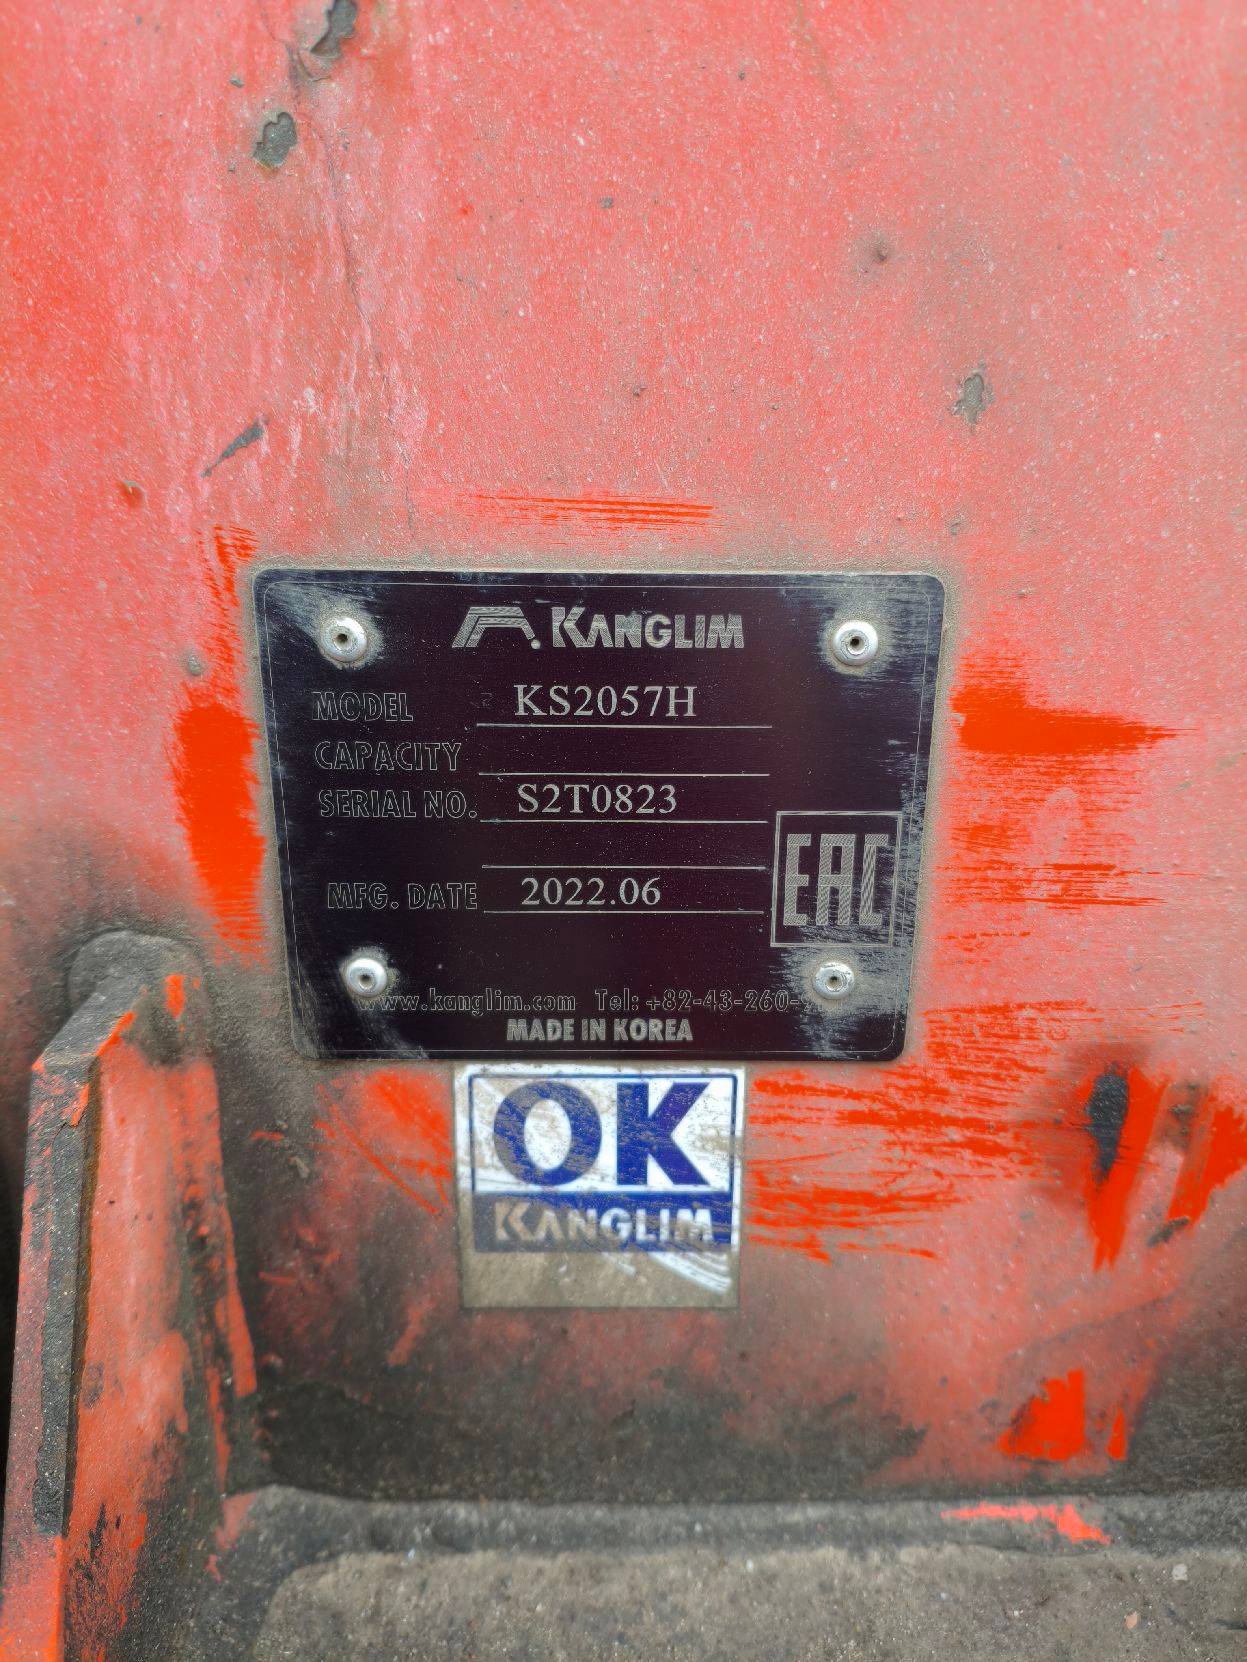 KANGLIM
MODEL KS2057H
CAPACITY
SERIAL NO. S2T0823
MFG. DATE 2022.06
EAC
www.kanglim.com Tel: +82-43-260-
MADE IN KOREA
OK
KANGLIM